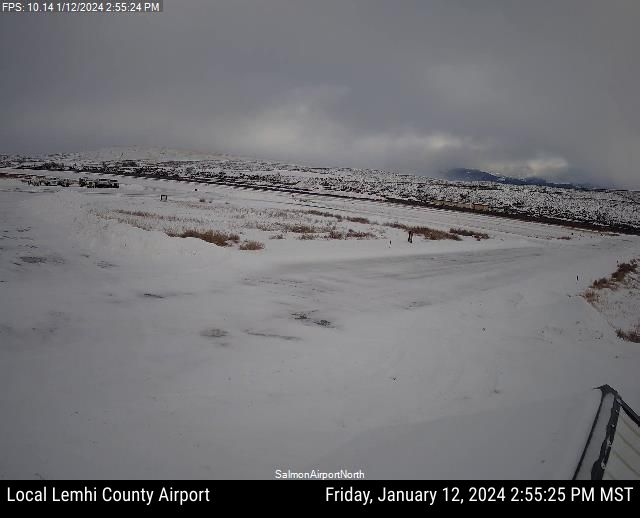 FPS: 10.14 1/12/2024 2:55:24 PM
SalmonAirportNorth
Local Lemhi County Airport Friday, January 12, 2024 2:55:25 PM MST